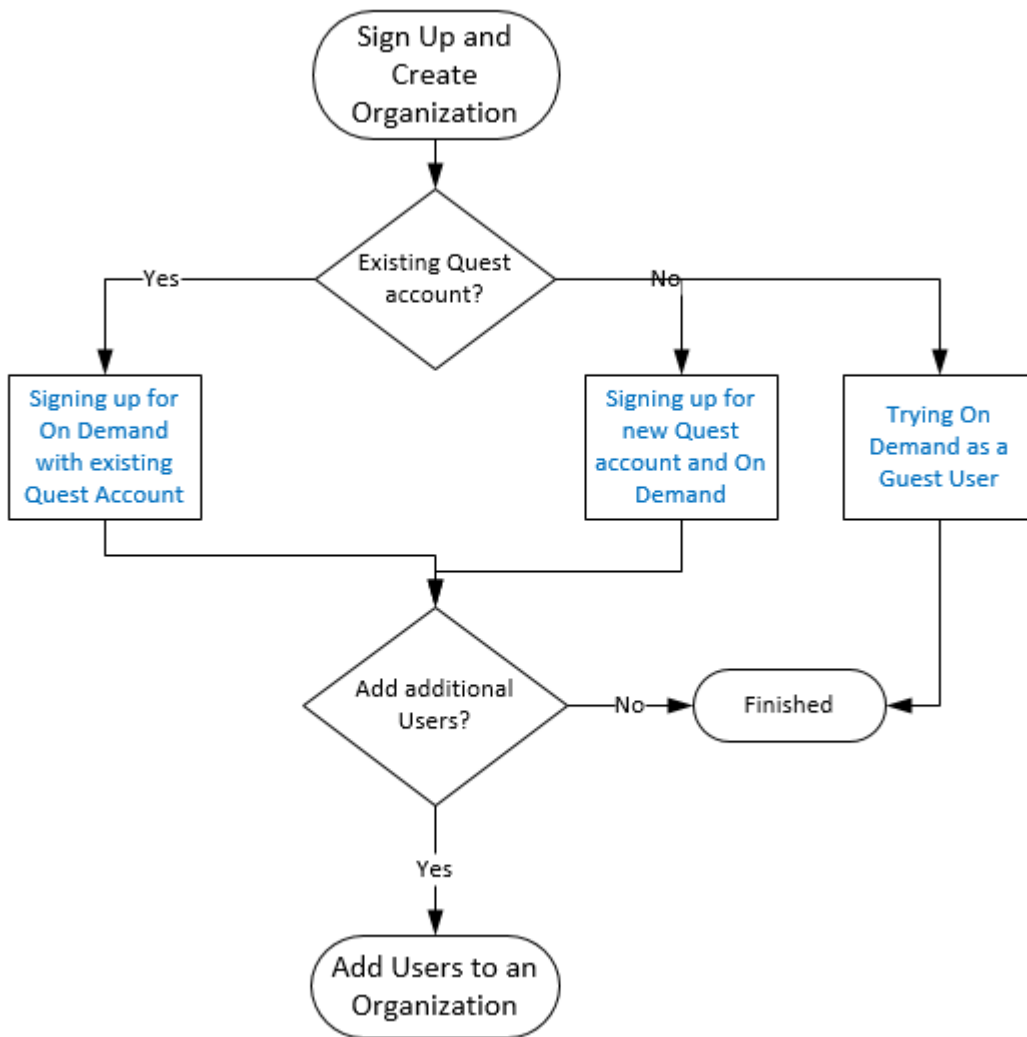 Sign Up and
Create
Organization
Existing Quest
account?
Yes
No
Signing up for
On Demand
with existing
Quest Account
Signing up for
new Quest
account and On
Demand
Trying On
Demand as a
Guest User
Add additional
Users?
No
Finished
Yes
Add Users to an
Organization